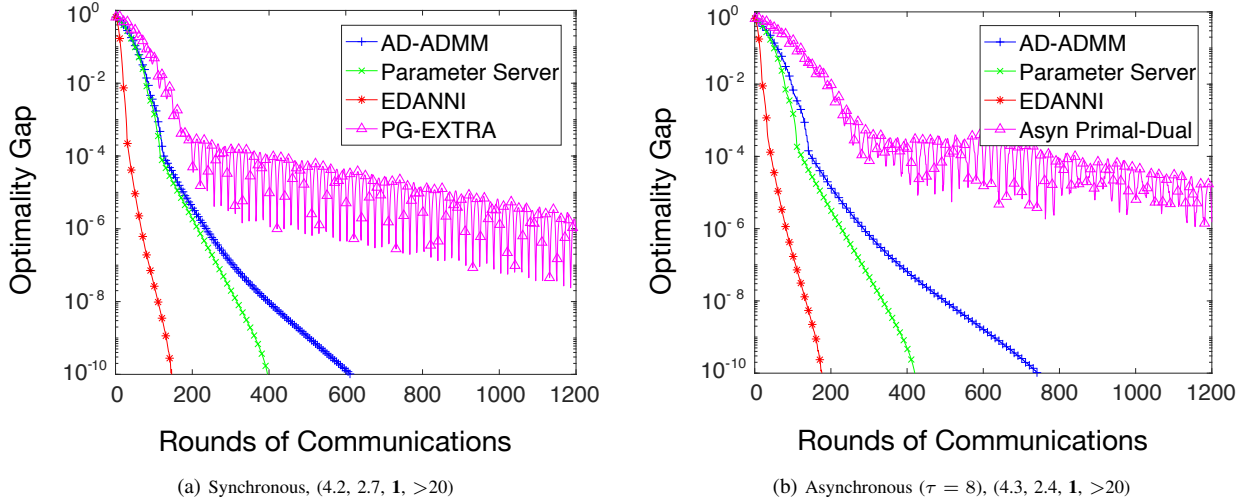 10^0
10^-2
10^-4
10^-6
10^-8
10^-10
Optimality Gap
AD-ADMM
Parameter Server
EDANNI
PG-EXTRA
0 200 400 600 800 1000 1200
Rounds of Communications
(a) Synchronous, (4.2, 2.7, 1, >20)
10^0
10^-2
10^-4
10^-6
10^-8
10^-10
Optimality Gap
AD-ADMM
Parameter Server
EDANNI
Asyn Primal-Dual
0 200 400 600 800 1000 1200
Rounds of Communications
(b) Asynchronous (τ = 8), (4.3, 2.4, 1, >20)